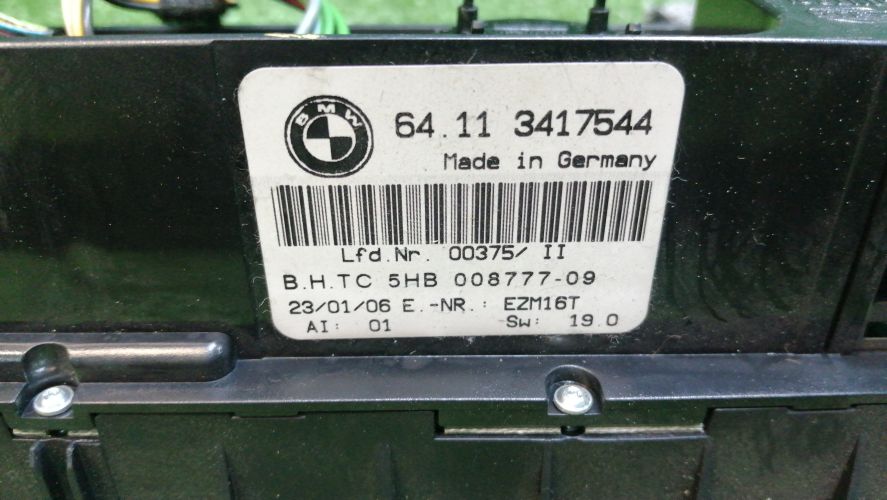 BMW
64.11 3417544
Made in Germany
Lfd.Nr. 00375/ II
B.H.TC 5HB 008777-09
23/01/06 E.-NR.: EZM16T
AI: 01 Sw: 19.0